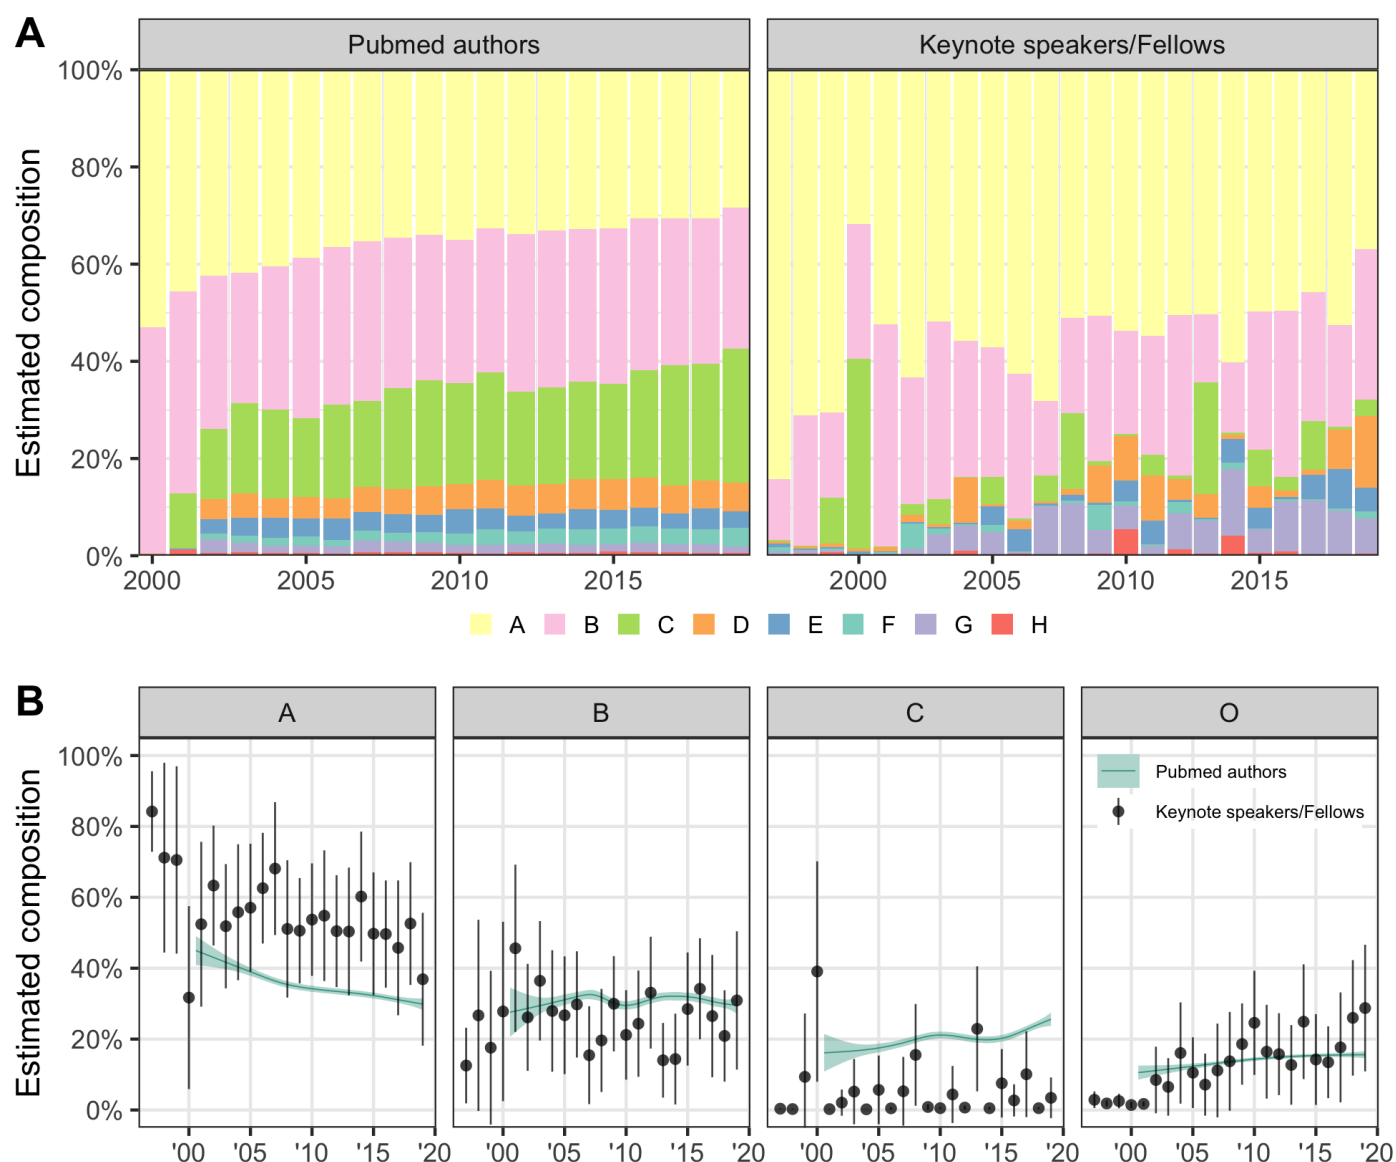 A
Pubmed authors
Keynote speakers/Fellows
Estimated composition
100%
80%
60%
40%
20%
0%
2000 2005 2010 2015
2000 2005 2010 2015
A B C D E F G H
B
A B C O
Estimated composition
100%
80%
60%
40%
20%
0%
Pubmed authors
Keynote speakers/Fellows
'00 '05 '10 '15 '20
'00 '05 '10 '15 '20
'00 '05 '10 '15 '20
'00 '05 '10 '15 '20